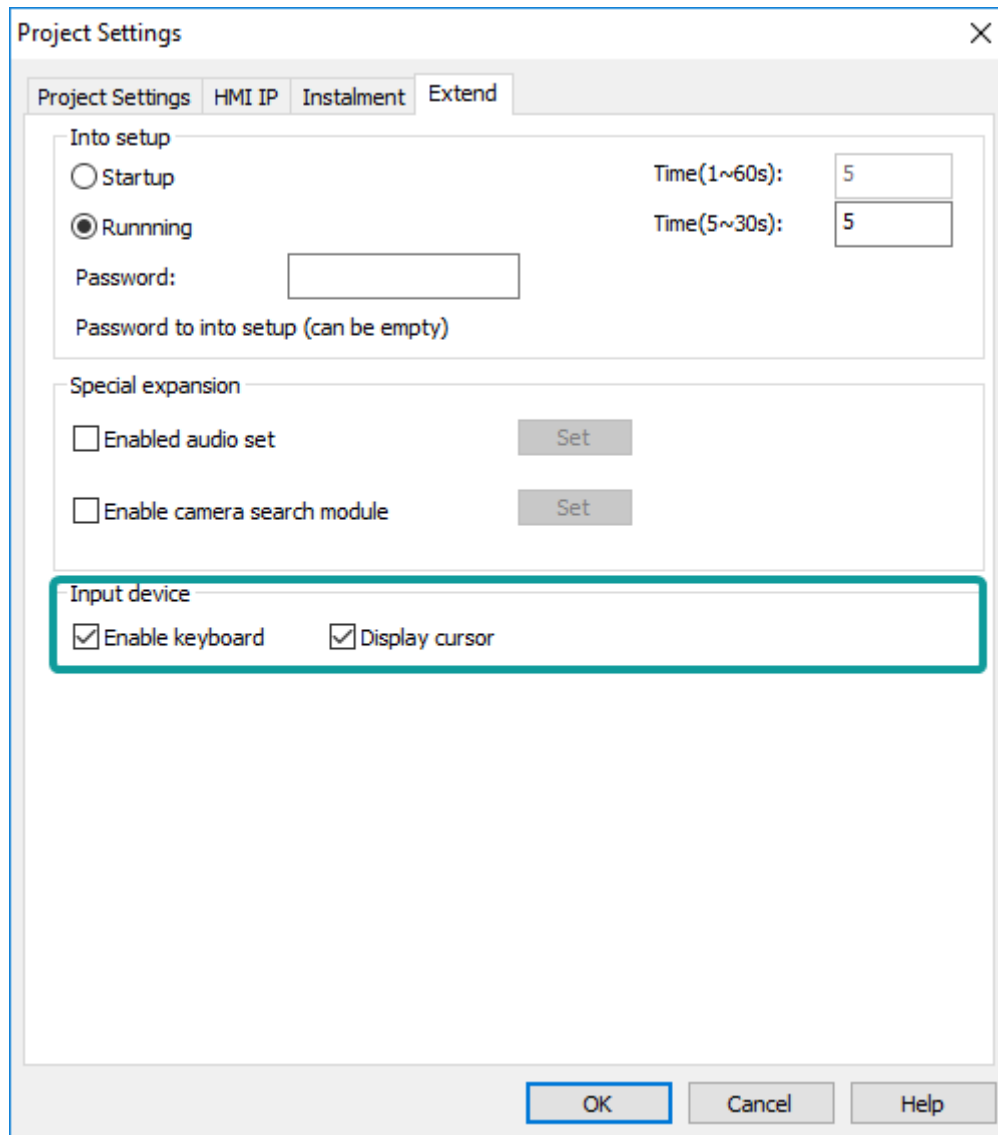 Project Settings
Project Settings HMI IP Instalment Extend
Into setup
Startup Time(1~60s): 5
Runnning Time(5~30s): 5
Password:
Password to into setup (can be empty)
Special expansion
Enabled audio set Set
Enable camera search module Set
Input device
Enable keyboard Display cursor
OK Cancel Help